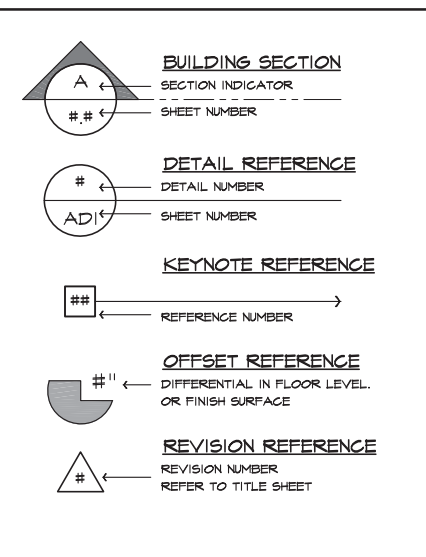 BUILDING SECTION
A
SECTION INDICATOR
#.#
SHEET NUMBER
DETAIL REFERENCE
#
DETAIL NUMBER
AD1
SHEET NUMBER
KEYNOTE REFERENCE
##
REFERENCE NUMBER
OFFSET REFERENCE
#"
DIFFERENTIAL IN FLOOR LEVEL.
OR FINISH SURFACE
REVISION REFERENCE
REVISION NUMBER
#
REFER TO TITLE SHEET